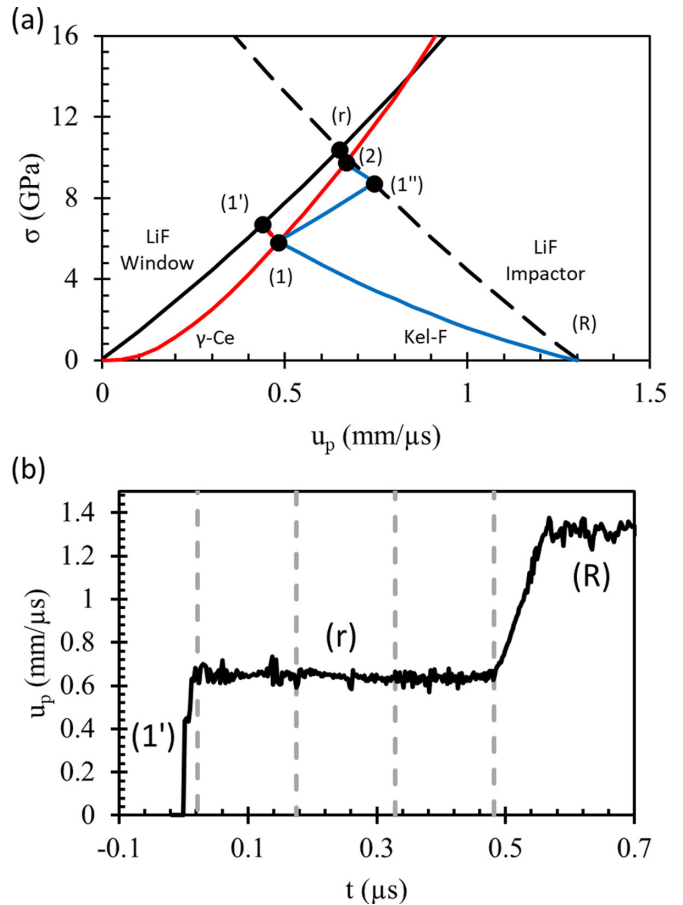 (a)
16
12
8
4
0
σ (GPa)
(r)
(2)
(1')
(1'')
LiF
Window
(1)
LiF
Impactor
(R)
γ-Ce
Kel-F
0
0.5
1
1.5
u_p (mm/µs)
(b)
1.4
1.2
1
0.8
0.6
0.4
0.2
0
u_p (mm/µs)
(R)
(r)
(1')
-0.1
0.1
0.3
0.5
0.7
t (µs)